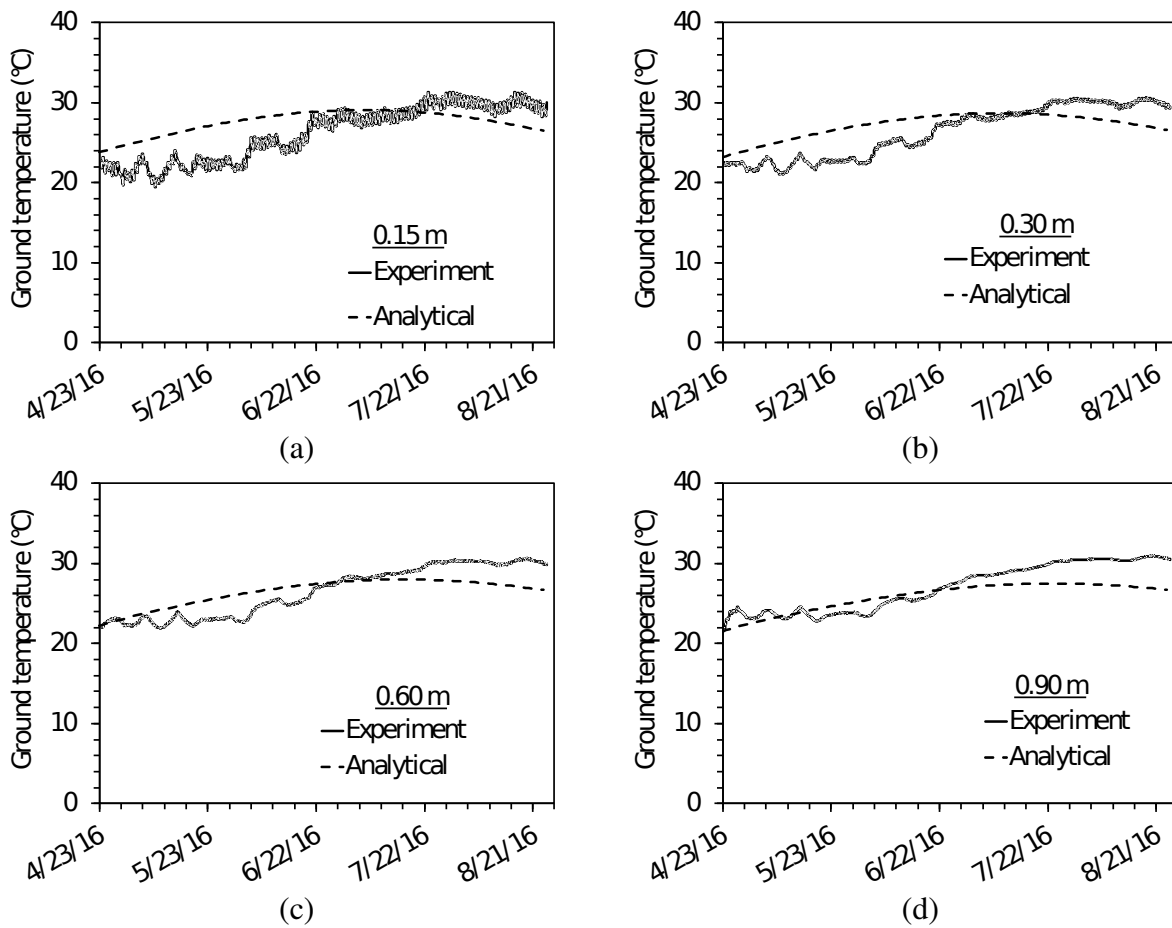 Ground temperature (°C)
40
30
20
10
0
0.15 m
Experiment
Analytical
4/23/16
5/23/16
6/22/16
7/22/16
8/21/16
(a)
Ground temperature (°C)
40
30
20
10
0
0.30 m
Experiment
Analytical
4/23/16
5/23/16
6/22/16
7/22/16
8/21/16
(b)
Ground temperature (°C)
40
30
20
10
0
0.60 m
Experiment
Analytical
4/23/16
5/23/16
6/22/16
7/22/16
8/21/16
(c)
Ground temperature (°C)
40
30
20
10
0
0.90 m
Experiment
Analytical
4/23/16
5/23/16
6/22/16
7/22/16
8/21/16
(d)